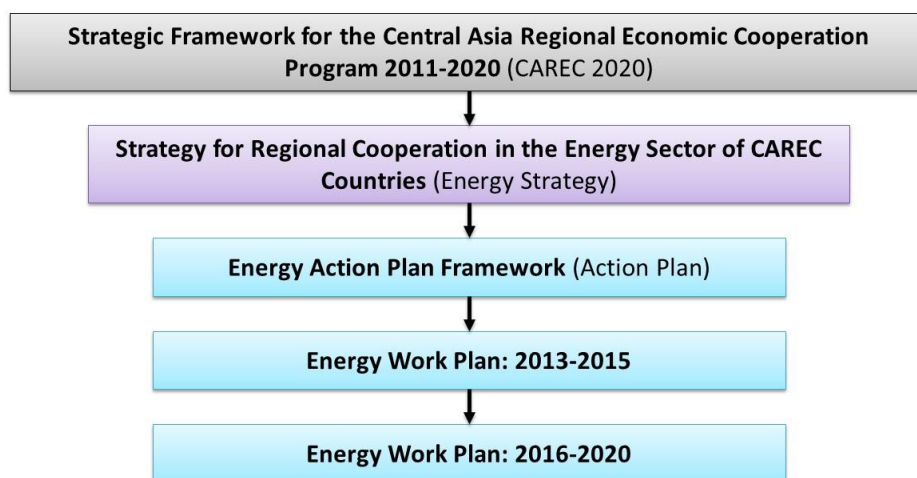 Strategic Framework for the Central Asia Regional Economic Cooperation
Program 2011-2020 (CAREC 2020)
Strategy for Regional Cooperation in the Energy Sector of CAREC
Countries (Energy Strategy)
Energy Action Plan Framework (Action Plan)
Energy Work Plan: 2013-2015
Energy Work Plan: 2016-2020